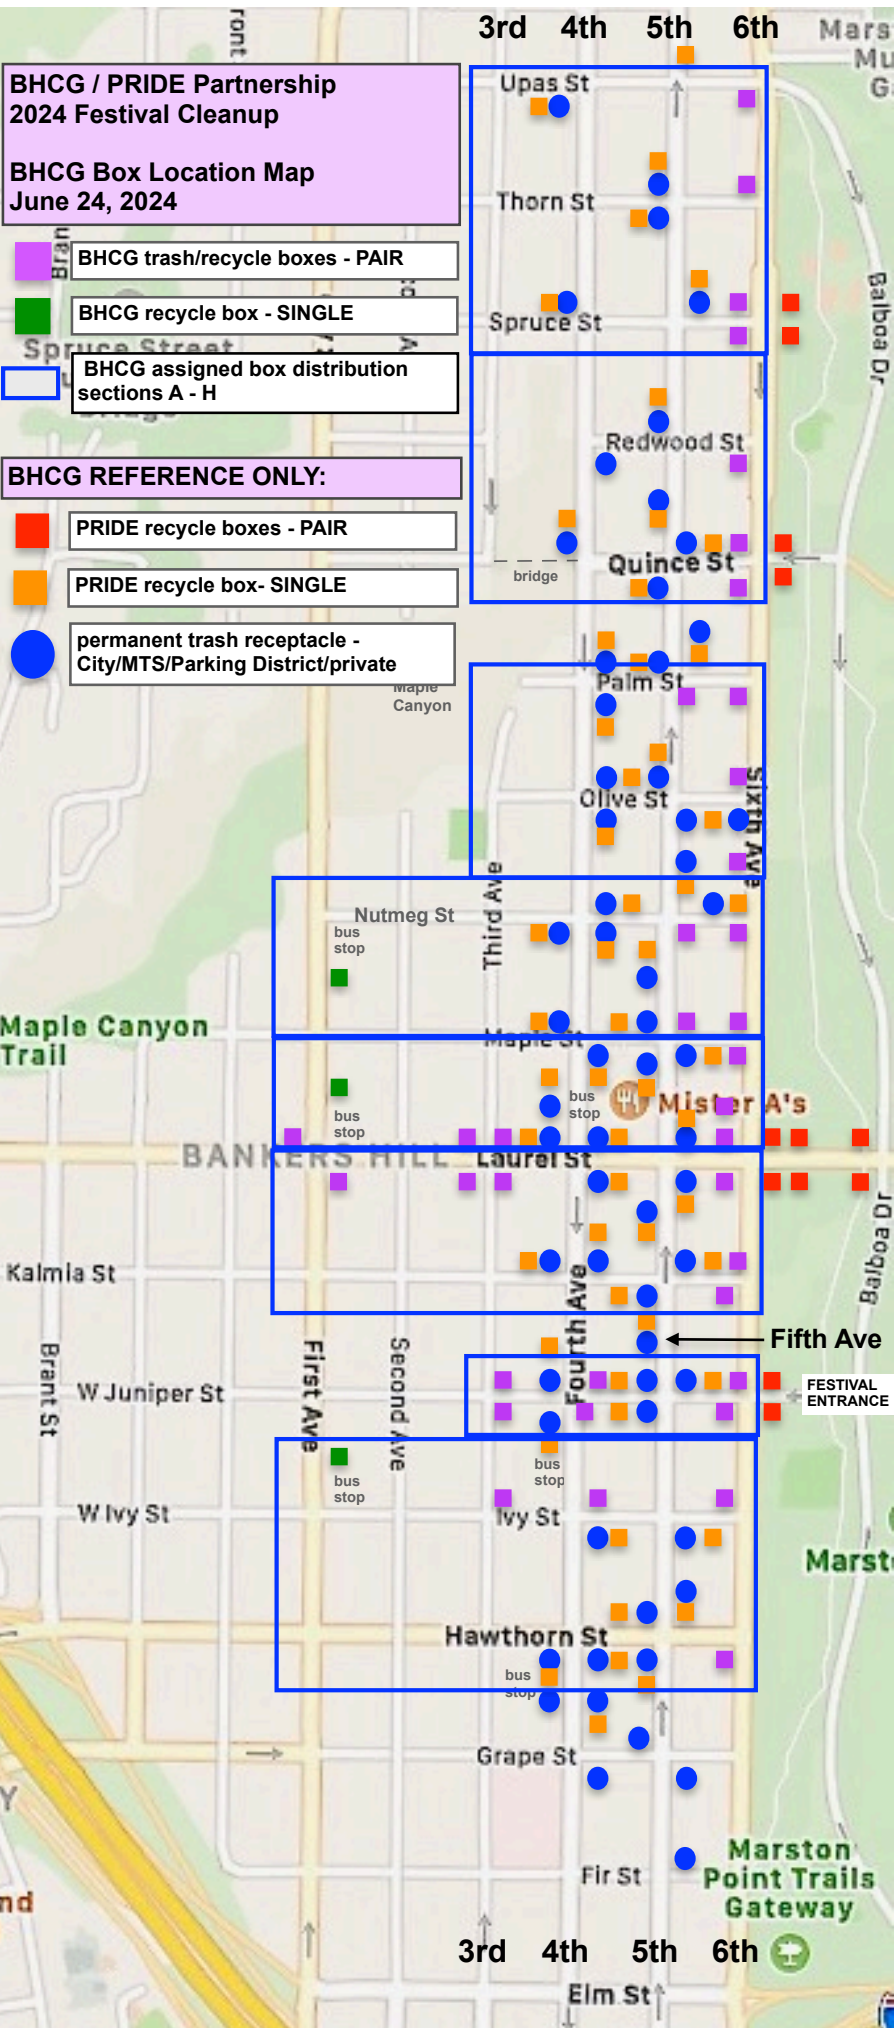 3rd 4th 5th 6th
ront
Mars
Mu
G
BHCG / PRIDE Partnership
2024 Festival Cleanup
BHCG Box Location Map
June 24, 2024
Upas St
Thorn St
Bran
BHCG trash/recycle boxes - PAIR
BHCG recycle box - SINGLE
Spruce St
Spruce Street
BHCG assigned box distribution
sections A - H
Balboa Dr
Redwood St
BHCG REFERENCE ONLY:
PRIDE recycle boxes - PAIR
PRIDE recycle box- SINGLE
permanent trash receptacle -
City/MTS/Parking District/private
Quince St
bridge
Palm St
Maple
Canyon
Olive St
Sixth Ave
Third Ave
Nutmeg St
bus
stop
Maple Canyon
Trail
Maple St
bus
stop
Mister A's
bus
stop
BANKERS HILL
Laurel St
Balboa Dr
Kalmia St
Fourth Ave
Fifth Ave
Brant St
First Ave
Second Ave
W Juniper St
FESTIVAL
ENTRANCE
bus
stop
bus
stop
W Ivy St
Ivy St
Marst
Hawthorn St
bus
stop
Grape St
Y
Fir St
Marston
Point Trails
Gateway
nd
3rd 4th 5th 6th
Elm St